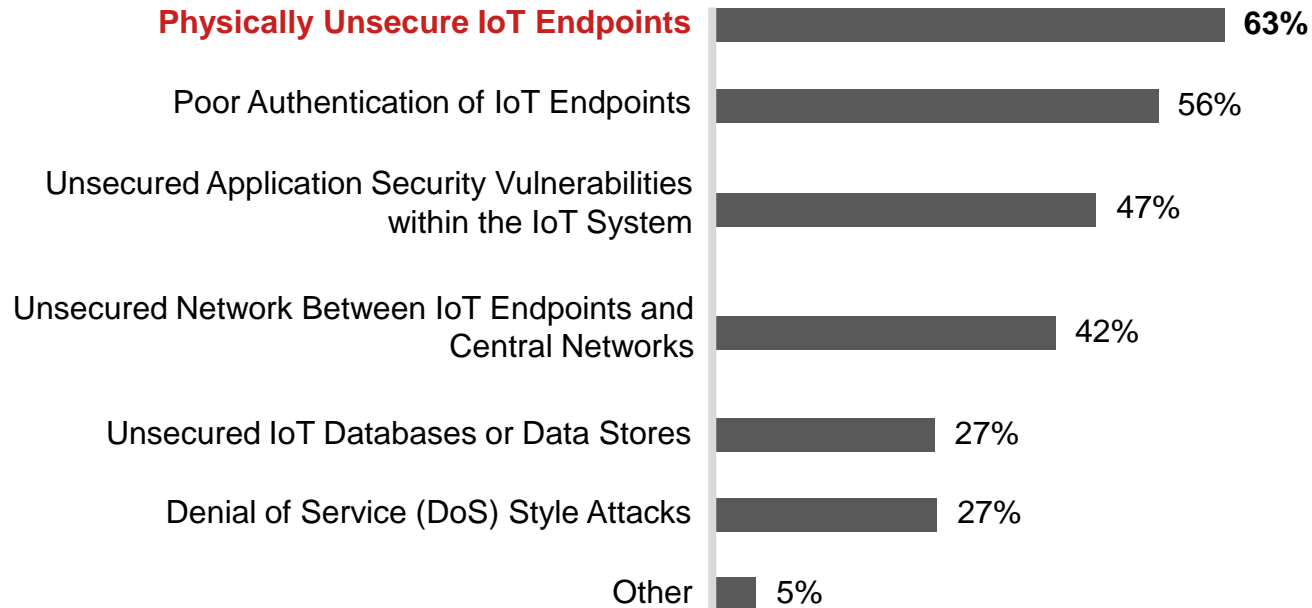 Physically Unsecure IoT Endpoints 63%
Poor Authentication of IoT Endpoints 56%
Unsecured Application Security Vulnerabilities
within the IoT System 47%
Unsecured Network Between IoT Endpoints and
Central Networks 42%
Unsecured IoT Databases or Data Stores 27%
Denial of Service (DoS) Style Attacks 27%
Other 5%